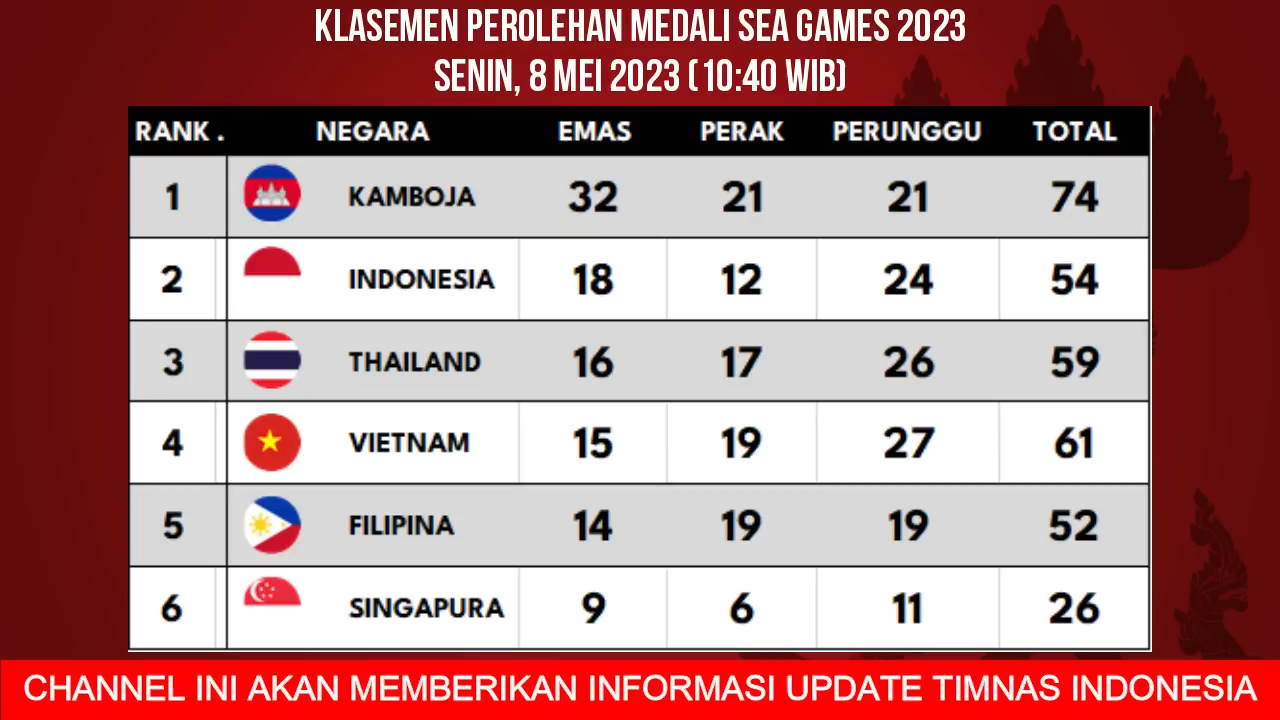 KLASEMEN PEROLEHAN MEDALI SEA GAMES 2023
SENIN, 8 MEI 2023 (10:40 WIB)
RANK . NEGARA EMAS PERAK PERUNGGU TOTAL
1 KAMBOJA 32 21 21 74
2 INDONESIA 18 12 24 54
3 THAILAND 16 17 26 59
4 VIETNAM 15 19 27 61
5 FILIPINA 14 19 19 52
6 SINGAPURA 9 6 11 26
CHANNEL INI AKAN MEMBERIKAN INFORMASI UPDATE TIMNAS INDONESIA